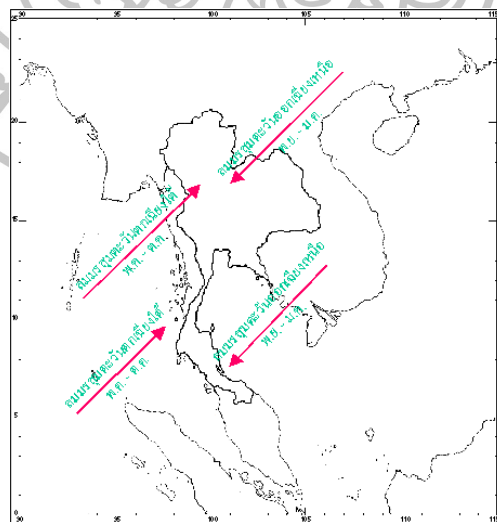 90 95 100 105 110 115
25
20
15
10
5
0
ลมมรสุมตะวันออกเฉียงเหนือ
พ.ย. - ม.ค.
ลมมรสุมตะวันตกเฉียงใต้
พ.ค. - ต.ค.
ลมมรสุมตะวันออกเฉียงเหนือ
พ.ย. - ม.ค.
ลมมรสุมตะวันตกเฉียงใต้
พ.ค. - ต.ค.
90 95 100 105 110 115